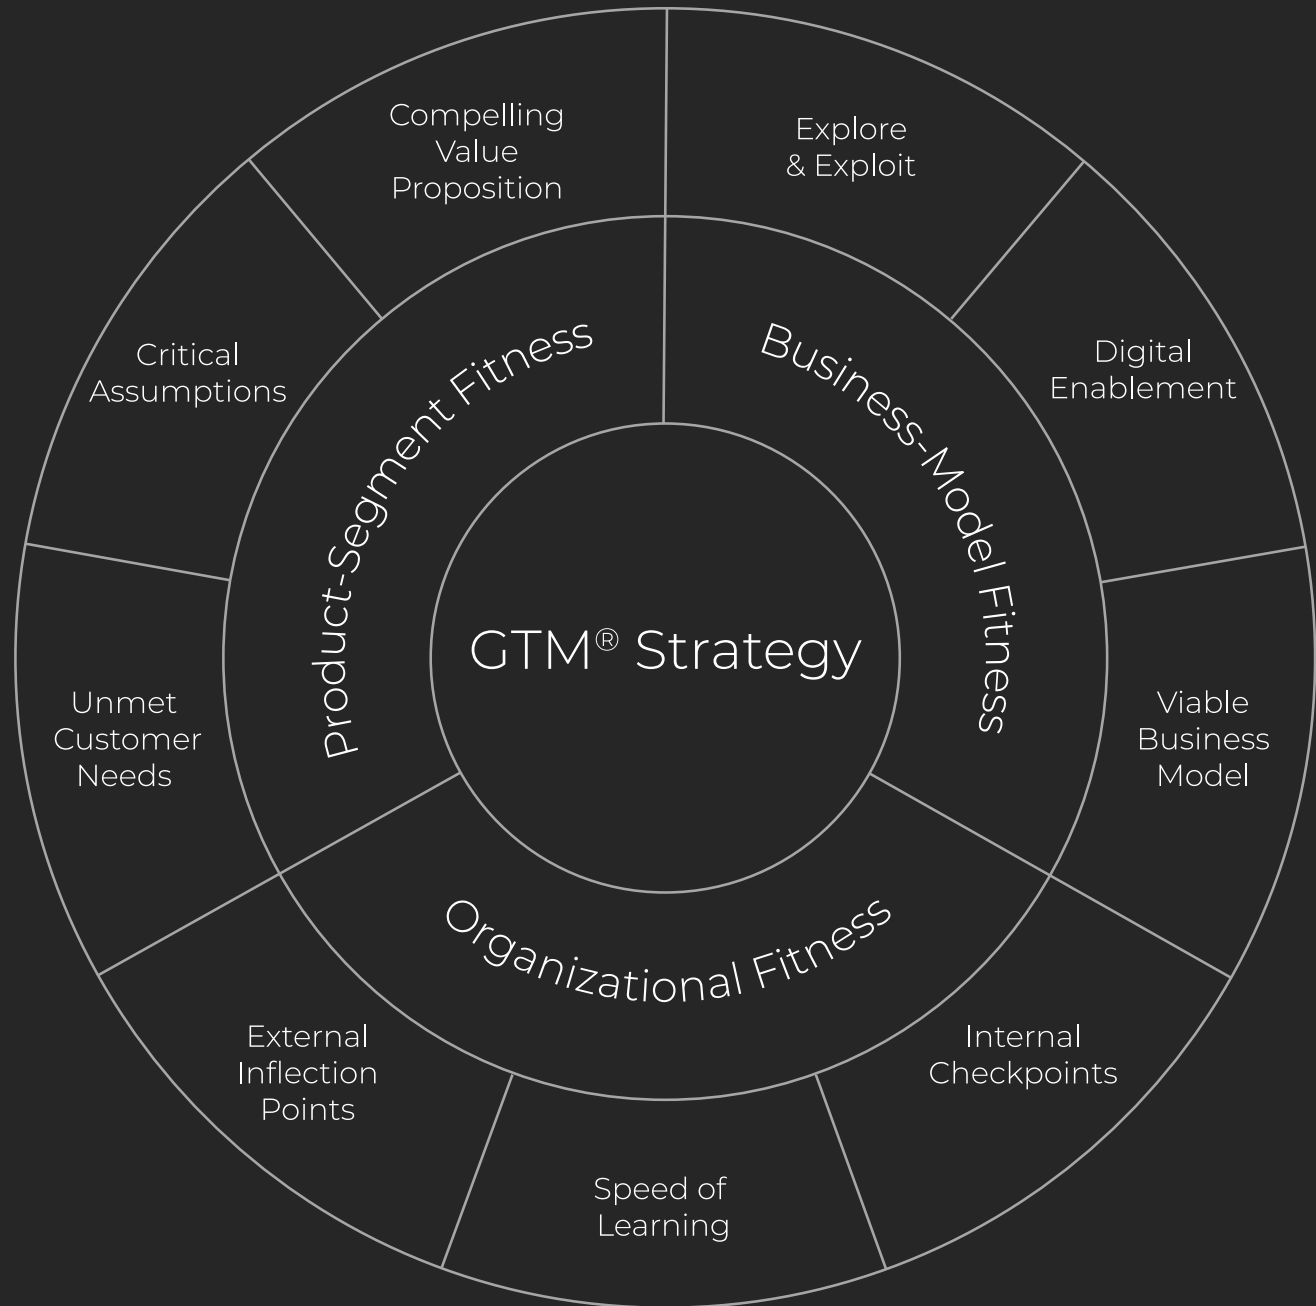 Compelling
Value
Proposition
Explore
& Exploit
Critical
Assumptions
Digital
Enablement
Product-Segment Fitness
Business-Model Fitness
GTM® Strategy
Unmet
Customer
Needs
Viable
Business
Model
Organizational Fitness
External
Inflection
Points
Internal
Checkpoints
Speed of
Learning